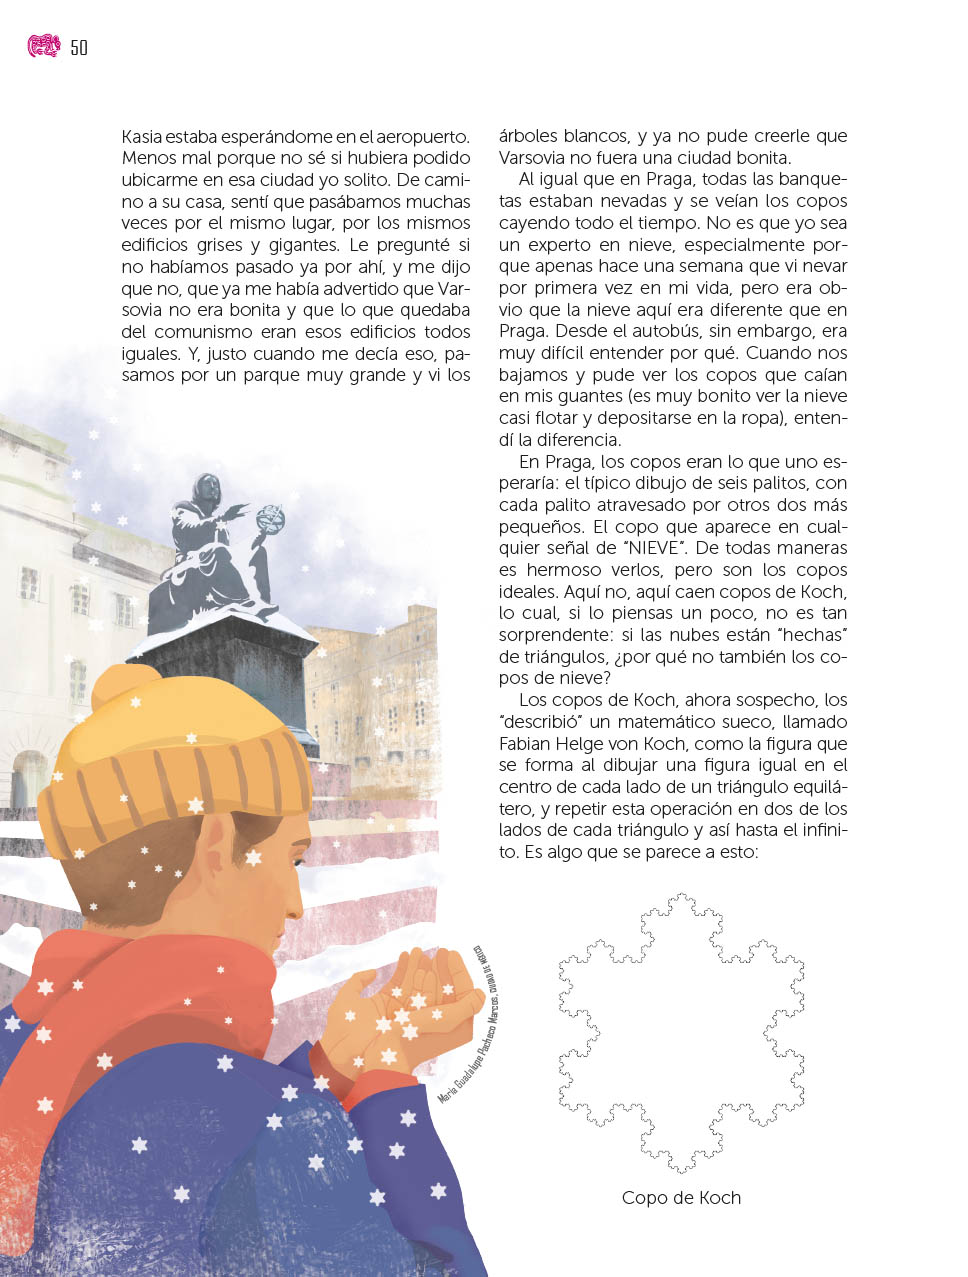 50
Kasia estaba esperándome en el aeropuerto.
Menos mal porque no sé si hubiera podido
ubicarme en esa ciudad yo solito. De cami-
no a su casa, sentí que pasábamos muchas
veces por el mismo lugar, por los mismos
edificios grises y gigantes. Le pregunté si
no habíamos pasado ya por ahí, y me dijo
que no, que ya me había advertido que Var-
sovia no era bonita y que lo que quedaba
del comunismo eran esos edificios todos
iguales. Y, justo cuando me decía eso, pa-
samos por un parque muy grande y vi los
árboles blancos, y ya no pude creerle que
Varsovia no fuera una ciudad bonita.
Al igual que en Praga, todas las banque-
tas estaban nevadas y se veían los copos
cayendo todo el tiempo. No es que yo sea
un experto en nieve, especialmente por-
que apenas hace una semana que vi nevar
por primera vez en mi vida, pero era ob-
vio que la nieve aquí era diferente que en
Praga. Desde el autobús, sin embargo, era
muy difícil entender por qué. Cuando nos
bajamos y pude ver los copos que caían
en mis guantes (es muy bonito ver la nieve
casi flotar y depositarse en la ropa), enten-
dí la diferencia.
En Praga, los copos eran lo que uno es-
peraría: el típico dibujo de seis palitos, con
cada palito atravesado por otros dos más
pequeños. El copo que aparece en cual-
quier señal de “NIEVE”. De todas maneras
es hermoso verlos, pero son los copos
ideales. Aquí no, aquí caen copos de Koch,
lo cual, si lo piensas un poco, no es tan
sorprendente: si las nubes están “hechas”
de triángulos, ¿por qué no también los co-
pos de nieve?
Los copos de Koch, ahora sospecho, los
“describió” un matemático sueco, llamado
Fabian Helge von Koch, como la figura que
se forma al dibujar una figura igual en el
centro de cada lado de un triángulo equilá-
tero, y repetir esta operación en dos de los
lados de cada triángulo y así hasta el infini-
to. Es algo que se parece a esto:
María Guadalupe Pacheco Marcos, CIUDAD DE MÉXICO
Copo de Koch